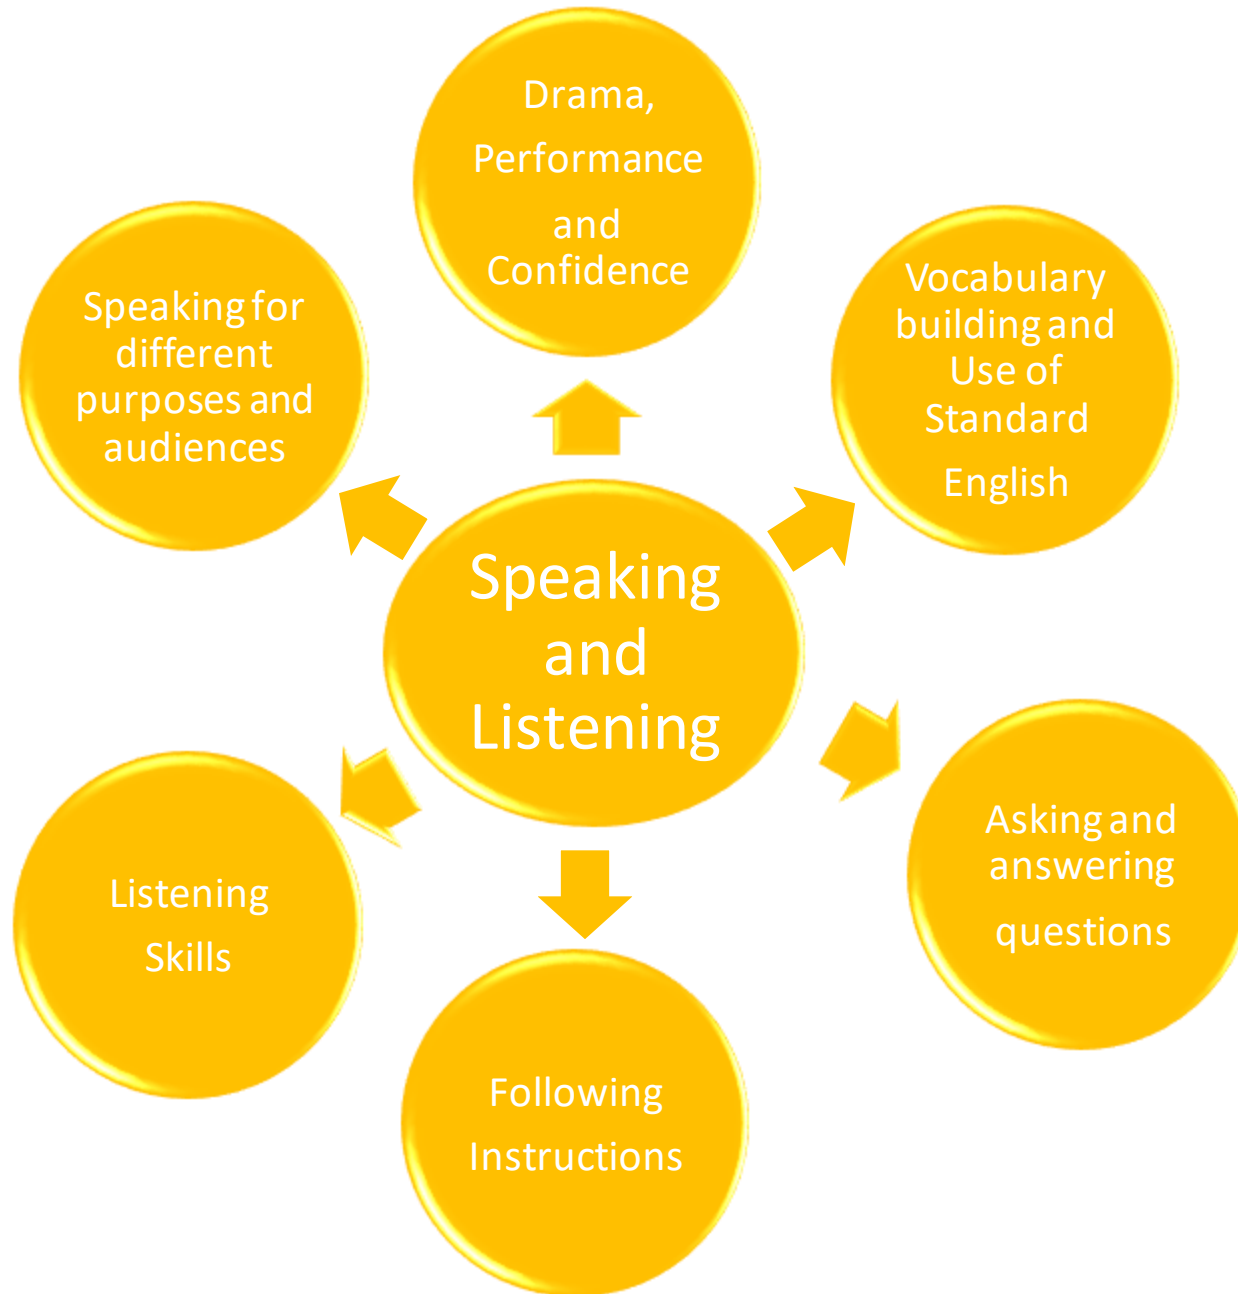 Drama,
Performance
and
Confidence
Vocabulary
building and
Use of
Standard
English
Speaking for
different
purposes and
audiences
Speaking
and
Listening
Asking and
answering
questions
Listening
Skills
Following
Instructions